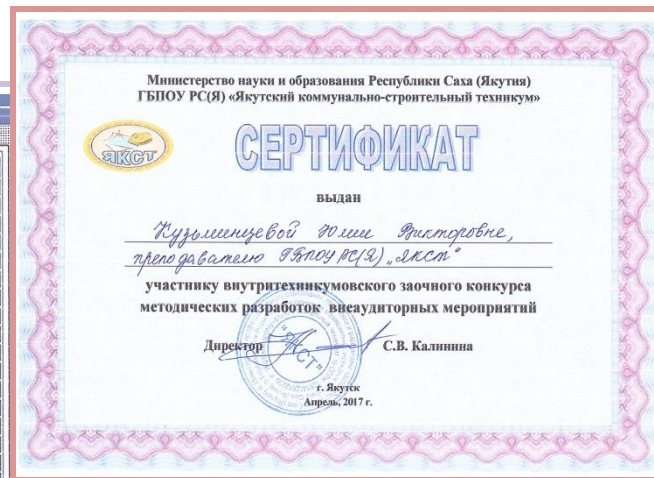 Министерство науки и образования Республики Саха (Якутия)
ГБПОУ РС(Я) «Якутский коммунально-строительный техникум»
ЯКСТ
СЕРТИФИКАТ
выдан
Кузьминцевой Юлии Викторовне,
преподавателю ГБПОУ РС(Я) „ЯКСТ"
участнику внутритехникумовского заочного конкурса
методических разработок внеаудиторных мероприятий
Директор С.В. Калинина
"ЯКСТ"
г. Якутск
Апрель, 2017 г.